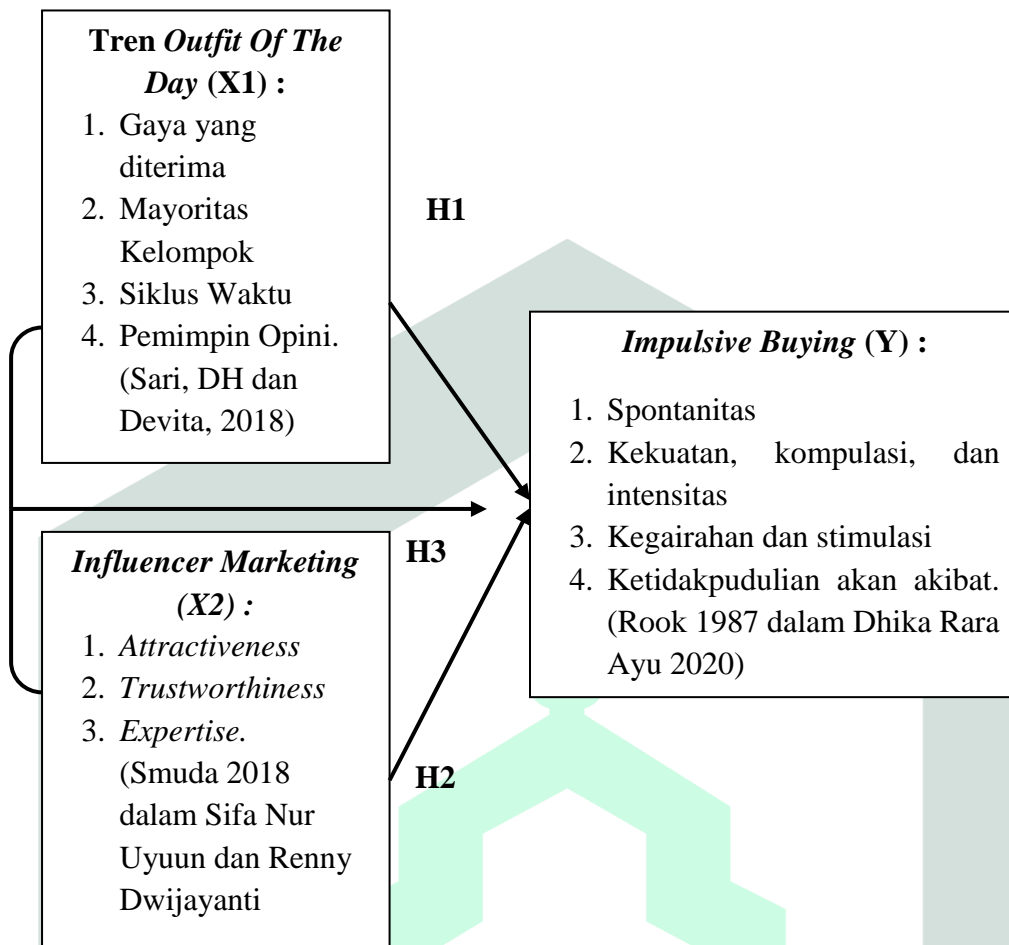 Tren Outfit Of The
Day (X1) :
1. Gaya yang
diterima
2. Mayoritas
Kelompok
3. Siklus Waktu
4. Pemimpin Opini.
(Sari, DH dan
Devita, 2018)
H1
Impulsive Buying (Y) :
1. Spontanitas
2. Kekuatan, kompulasi, dan
intensitas
3. Kegairahan dan stimulasi
4. Ketidakpudulian akan akibat.
(Rook 1987 dalam Dhika Rara
Ayu 2020)
H3
Influencer Marketing
(X2) :
1. Attractiveness
2. Trustworthiness
3. Expertise.
(Smuda 2018
dalam Sifa Nur
Uyuun dan Renny
Dwijayanti
H2